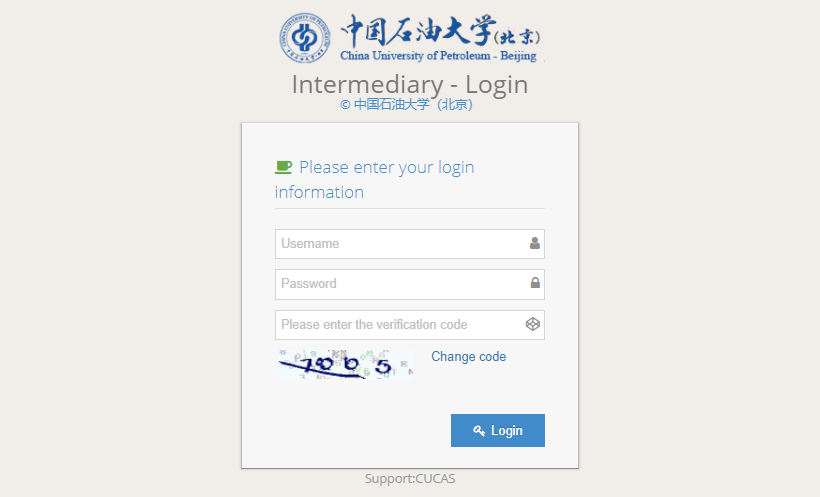 中国石油大学(北京)
China University of Petroleum - Beijing
Intermediary - Login
© 中国石油大学（北京）
Please enter your login
information
Username
Password
Please enter the verification code
Change code
Login
Support:CUCAS